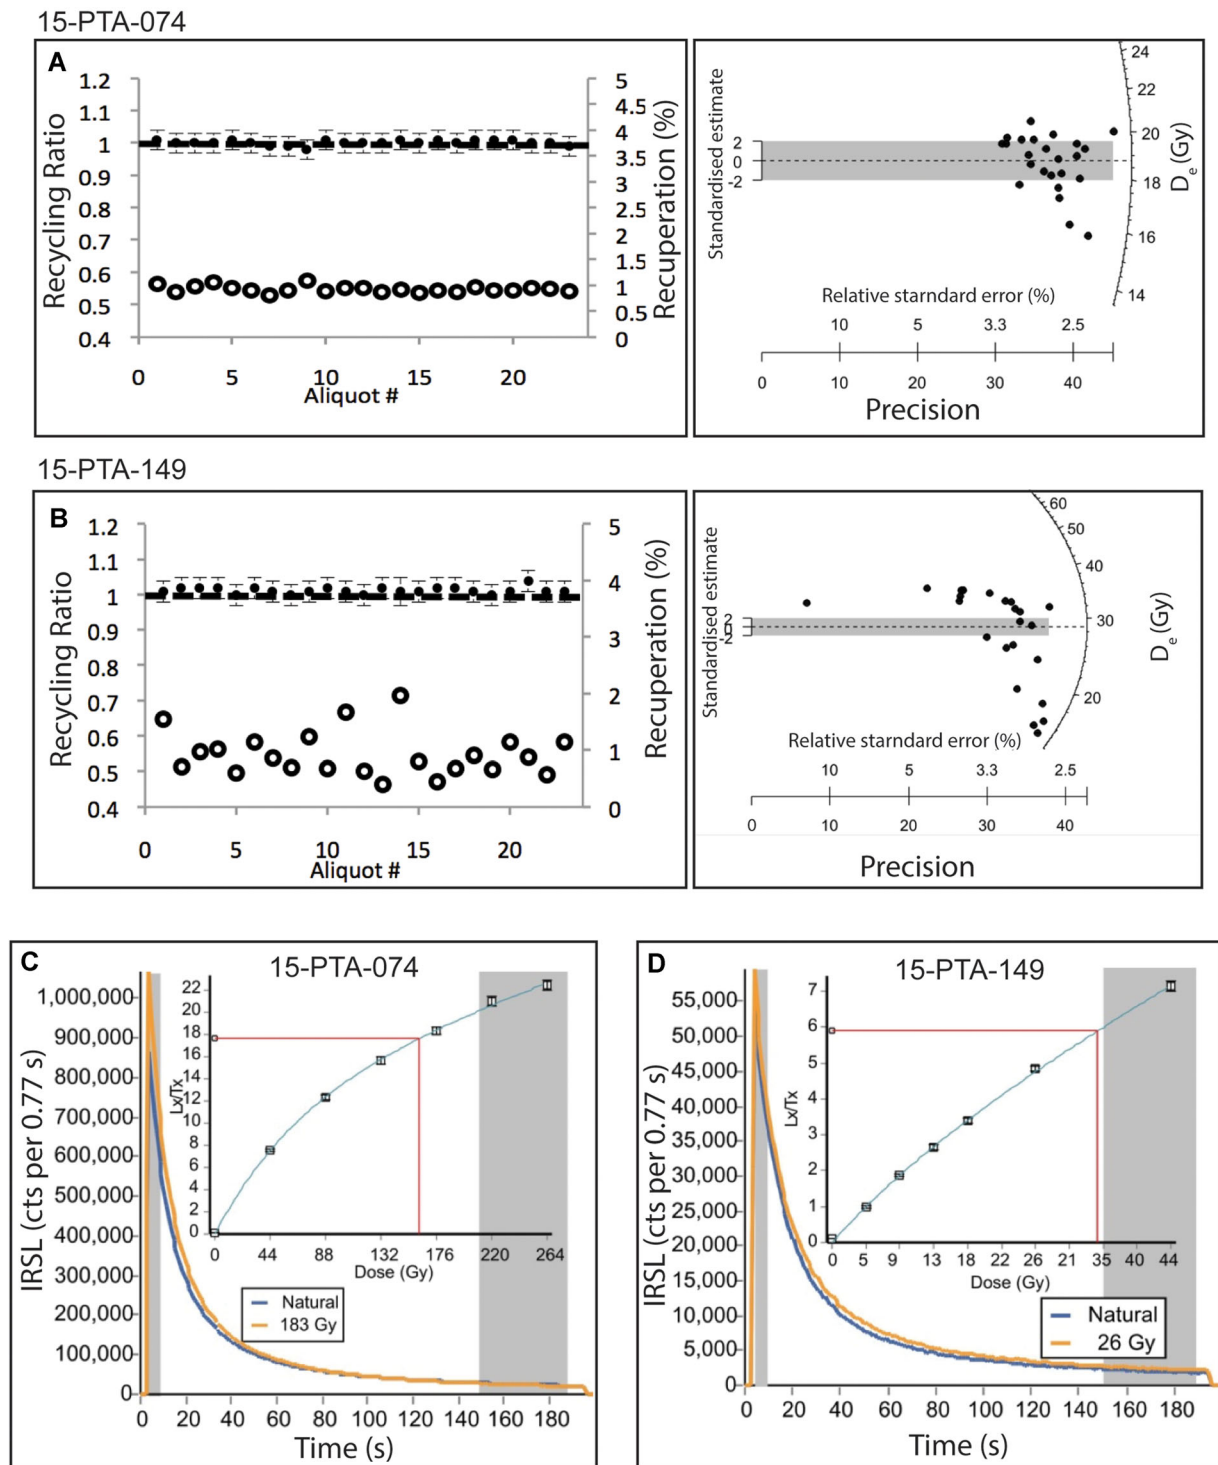 15-PTA-074
A
Recycling Ratio
1.2
1.1
1
0.9
0.8
0.7
0.6
0.5
0.4
0 5 10 15 20
Aliquot #
5
4.5
4
3.5
3
2.5
2
1.5
1
0.5
0
Recuperation (%)
Standardised estimate
2
0
-2
24
22
20
18
16
14
De (Gy)
Relative starndard error (%)
10 5 3.3 2.5
0 10 20 30 40
Precision
15-PTA-149
B
Recycling Ratio
1.2
1.1
1
0.9
0.8
0.7
0.6
0.5
0.4
0 5 10 15 20
Aliquot #
5
4
3
2
1
0
Recuperation (%)
Standardised estimate
2
0
-2
60
50
40
30
20
De (Gy)
Relative starndard error (%)
10 5 3.3 2.5
0 10 20 30 40
Precision
C
15-PTA-074
IRSL (cts per 0.77 s)
1,000,000
900,000
800,000
700,000
600,000
500,000
400,000
300,000
200,000
100,000
0
Lx/Tx
22
20
18
16
14
12
10
8
6
4
2
0
0 44 88 132 176 220 264
Dose (Gy)
Natural
183 Gy
0 20 40 60 80 100 120 140 160 180
Time (s)
D
15-PTA-149
IRSL (cts per 0.77 s)
55,000
50,000
45,000
40,000
35,000
30,000
25,000
20,000
15,000
10,000
5,000
0
Lx/Tx
7
6
5
4
3
2
1
0
0 5 9 13 18 22 26 21 35 40 44
Dose (Gy)
Natural
26 Gy
0 20 40 60 80 100 120 140 160 180
Time (s)